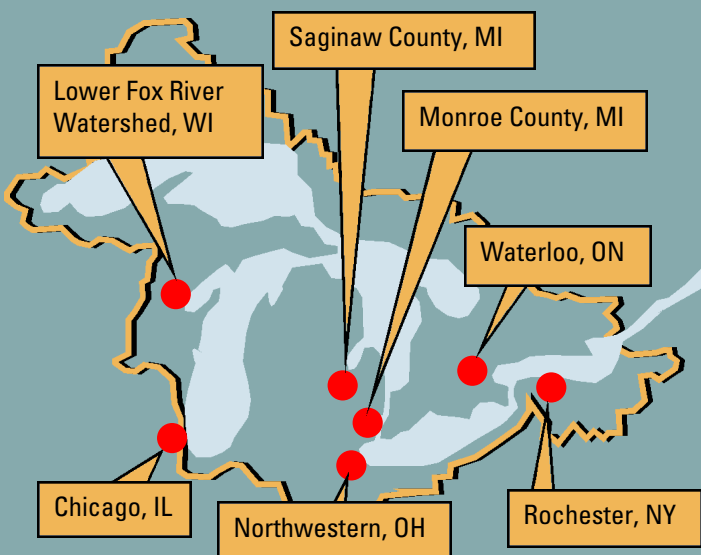 Saginaw County, MI
Lower Fox River
Watershed, WI
Monroe County, MI
Waterloo, ON
Chicago, IL
Northwestern, OH
Rochester, NY